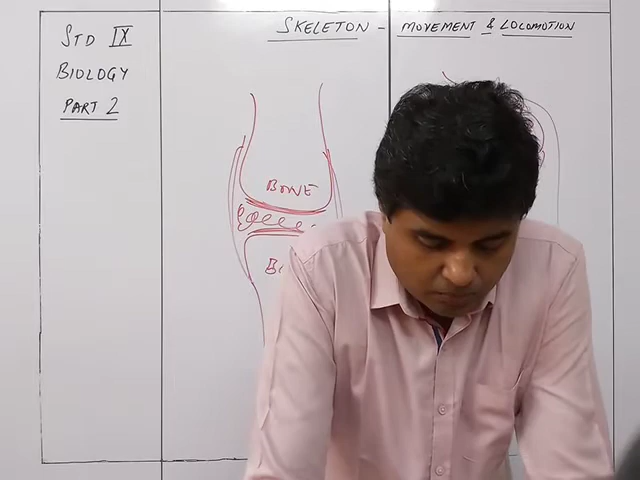 STD IX
BIOLOGY
PART 2
SKELETON - MOVEMENT & LOCOMOTION
BONE